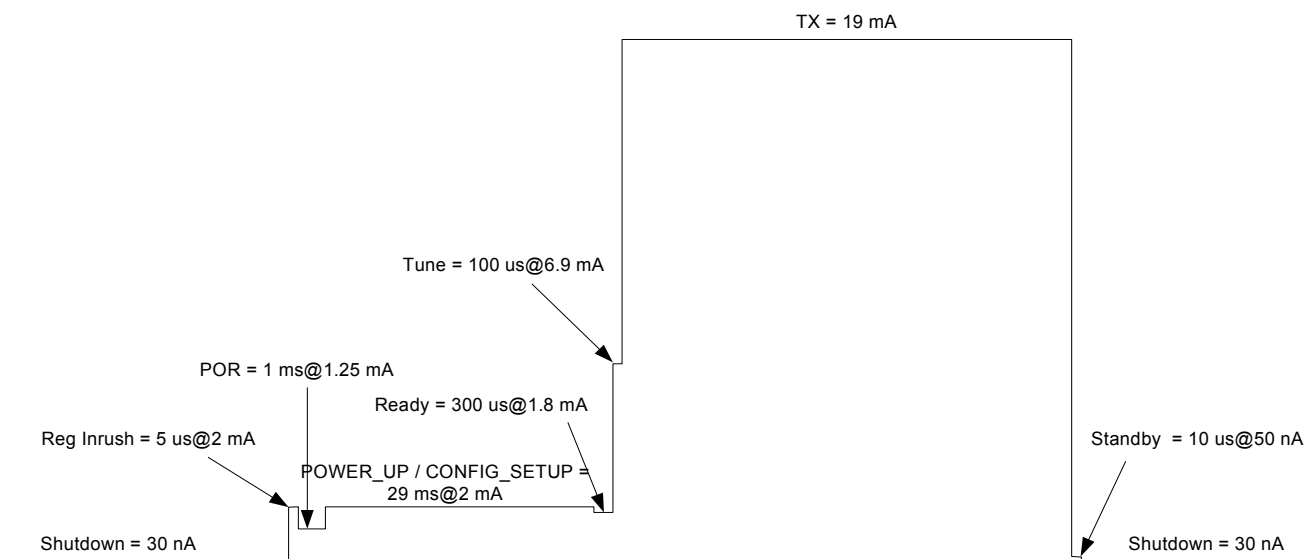 TX = 19 mA
Tune = 100 us@6.9 mA
POR = 1 ms@1.25 mA
Ready = 300 us@1.8 mA
Reg Inrush = 5 us@2 mA
Standby = 10 us@50 nA
POWER_UP / CONFIG_SETUP =
29 ms@2 mA
Shutdown = 30 nA
Shutdown = 30 nA